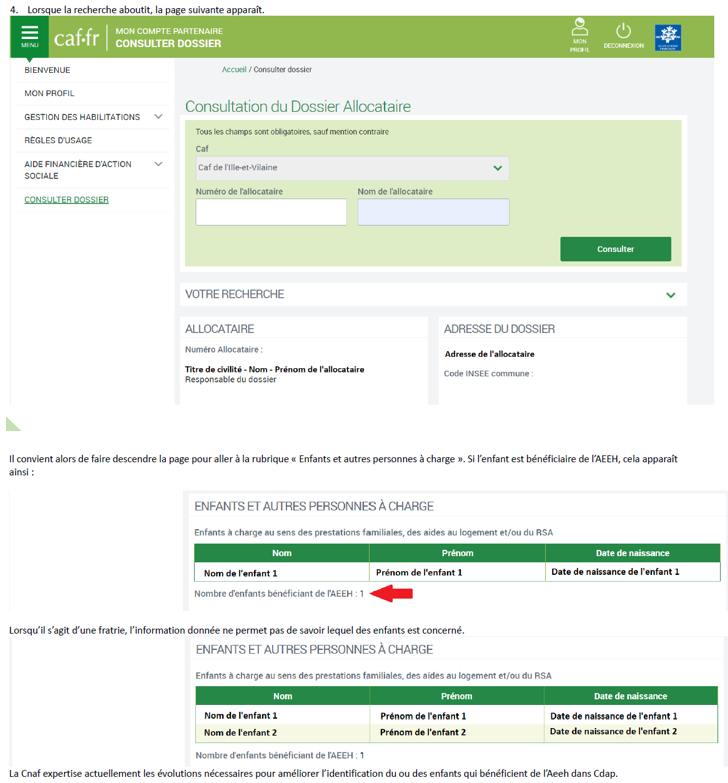 4. Lorsque la recherche aboutit, la page suivante apparaît.
MENU
caf.fr
MON COMPTE PARTENAIRE
CONSULTER DOSSIER
MON
PROFIL
DECONNEXION
BIENVENUE
MON PROFIL
GESTION DES HABILITATIONS
RÈGLES D'USAGE
AIDE FINANCIÈRE D'ACTION
SOCIALE
CONSULTER DOSSIER
Accueil / Consulter dossier
Consultation du Dossier Allocataire
Tous les champs sont obligatoires, sauf mention contraire
Caf
Caf de l'Ille-et-Vilaine
Numéro de l'allocataire Nom de l'allocataire
Consulter
VOTRE RECHERCHE
ALLOCATAIRE
Numéro Allocataire :
Titre de civilité - Nom - Prénom de l'allocataire
Responsable du dossier
ADRESSE DU DOSSIER
Adresse de l'allocataire
Code INSEE commune :
Il convient alors de faire descendre la page pour aller à la rubrique « Enfants et autres personnes à charge ». Si l'enfant est bénéficiaire de l'AEEH, cela apparaît
ainsi :
ENFANTS ET AUTRES PERSONNES À CHARGE
Enfants à charge au sens des prestations familiales, des aides au logement et/ou du RSA
Nom Prénom Date de naissance
Nom de l'enfant 1 Prénom de l'enfant 1 Date de naissance de l'enfant 1
Nombre d'enfants bénéficiant de l'AEEH : 1
Lorsqu'il s'agit d'une fratrie, l'information donnée ne permet pas de savoir lequel des enfants est concerné.
ENFANTS ET AUTRES PERSONNES À CHARGE
Enfants à charge au sens des prestations familiales, des aides au logement et/ou du RSA
Nom Prénom Date de naissance
Nom de l'enfant 1 Prénom de l'enfant 1 Date de naissance de l'enfant 1
Nom de l'enfant 2 Prénom de l'enfant 2 Date de naissance de l'enfant 2
Nombre d'enfants bénéficiant de l'AEEH : 1
La Cnaf expertise actuellement les évolutions nécessaires pour améliorer l'identification du ou des enfants qui bénéficient de l'Aeeh dans Cdap.